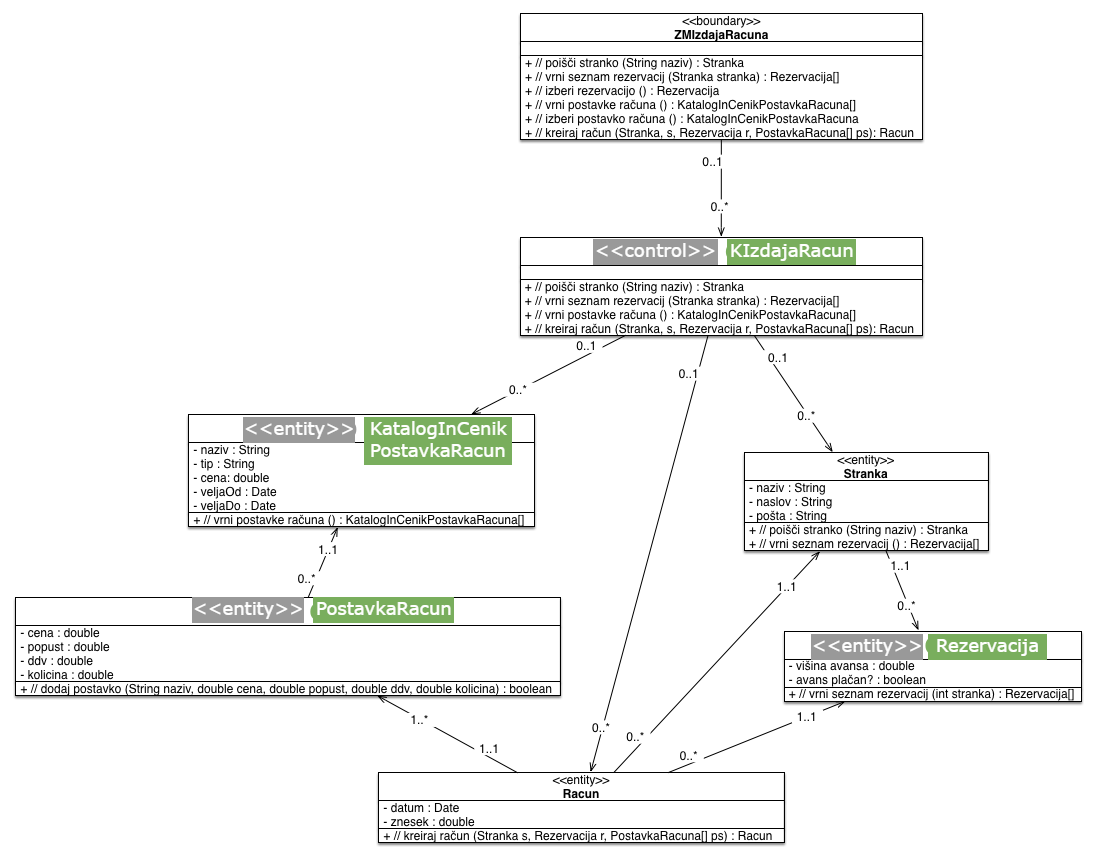 <<boundary>>
ZMIzdajaRacuna
+ // poišči stranko (String naziv) : Stranka
+ // vrni seznam rezervacij (Stranka stranka) : Rezervacija[]
+ // izberi rezervacijo () : Rezervacija
+ // vrni postavke računa () : KatalogInCenikPostavkaRacuna[]
+ // izberi postavko računa () : KatalogInCenikPostavkaRacuna
+ // kreiraj račun (Stranka, s, Rezervacija r, PostavkaRacuna[] ps): Racun
0..1
0..*
<<control>> KIzdajaRacun
+ // poišči stranko (String naziv) : Stranka
+ // vrni seznam rezervacij (Stranka stranka) : Rezervacija[]
+ // vrni postavke računa () : KatalogInCenikPostavkaRacuna[]
+ // kreiraj račun (Stranka, s, Rezervacija r, PostavkaRacuna[] ps): Racun
0..1
0..1
0..1
0..*
0..*
<<entity>> KatalogInCenik
PostavkaRacun
- naziv : String
- tip : String
- cena: double
- veljaOd : Date
- veljaDo : Date
+ // vrni postavke računa () : KatalogInCenikPostavkaRacuna[]
<<entity>>
Stranka
- naziv : String
- naslov : String
- pošta : String
+ // poišči stranko (String naziv) : Stranka
+ // vrni seznam rezervacij () : Rezervacija[]
1..1
0..*
1..1
1..1
0..*
<<entity>> PostavkaRacun
- cena : double
- popust : double
- ddv : double
- kolicina : double
+ // dodaj postavko (String naziv, double cena, double popust, double ddv, double kolicina) : boolean
<<entity>> Rezervacija
- višina avansa : double
- avans plačan? : boolean
+ // vrni seznam rezervacij (int stranka) : Rezervacija[]
1..*
1..1
0..*
0..*
1..1
0..*
<<entity>>
Racun
- datum : Date
- znesek : double
+ // kreiraj račun (Stranka s, Rezervacija r, PostavkaRacuna[] ps) : Racun